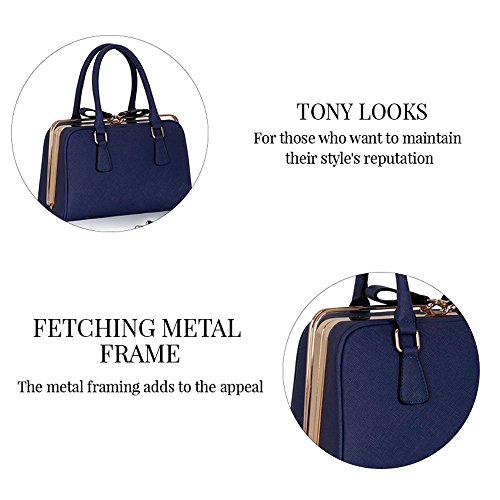 TONY LOOKS
For those who want to maintain
their style's reputation
FETCHING METAL
FRAME
The metal framing adds to the appeal